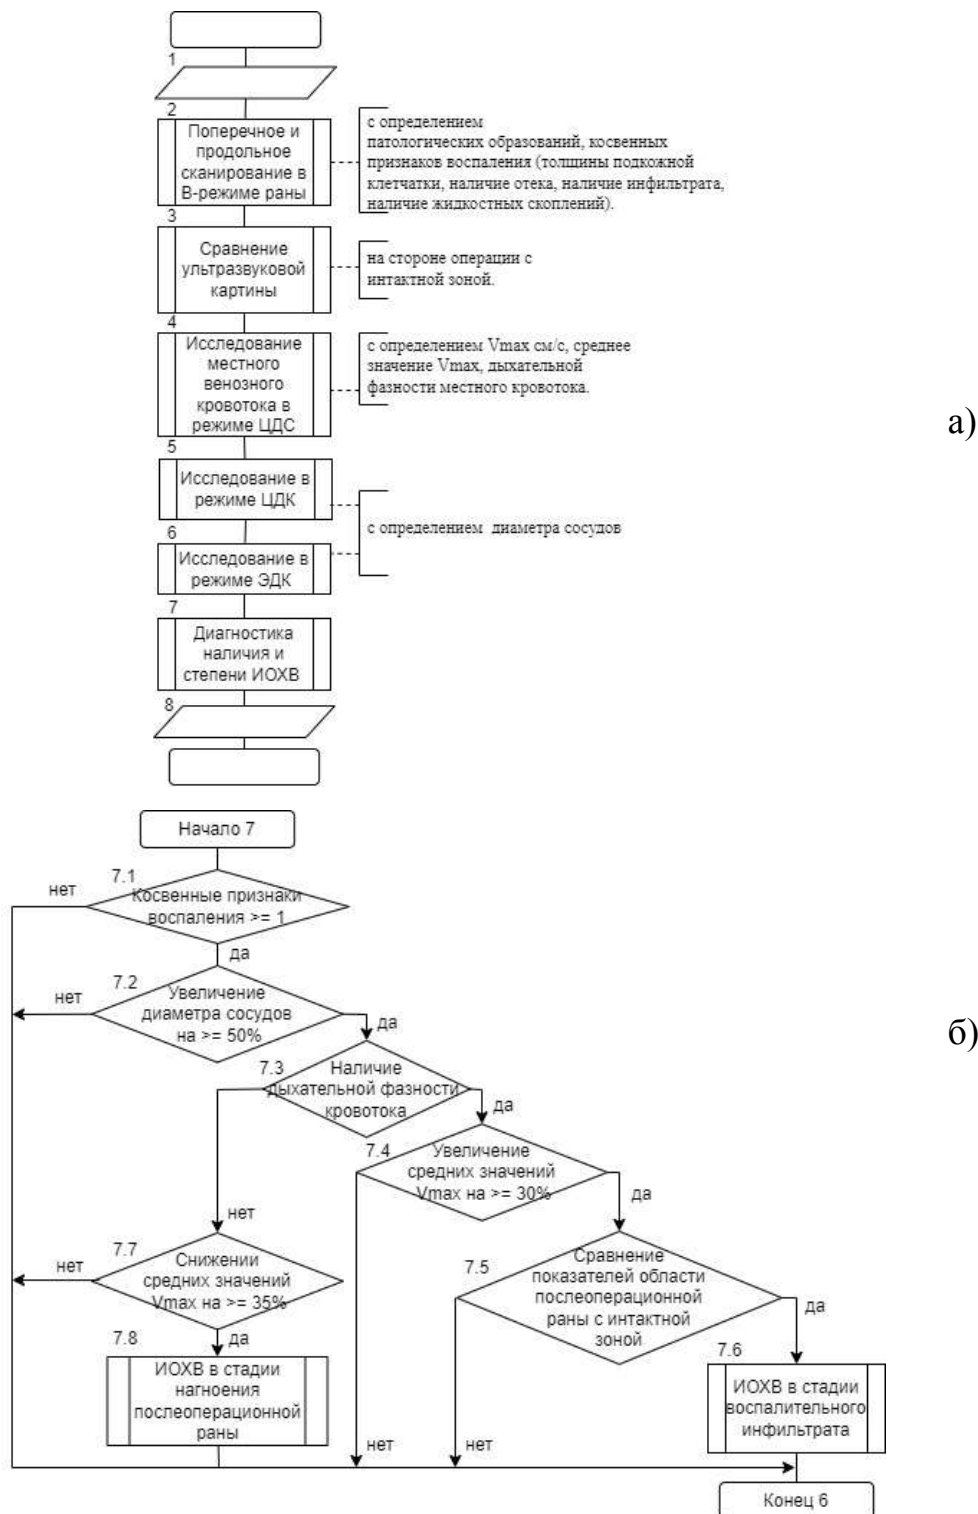 1
2
Поперечное и
продольное
сканирование в
В-режиме раны
с определением
патологических образований, косвенных
признаков воспаления (толщины подкожной
клетчатки, наличие отека, наличие инфильтрата,
наличие жидкостных скоплений).
3
Сравнение
ультразвуковой
картины
на стороне операции с
интактной зоной.
4
Исследование
местного
венозного
кровотока в
режиме ЦДС
с определением Vmax см/с, среднее
значение Vmax, дыхательной
фазности местного кровотока.
а)
5
Исследование в
режиме ЦДК
с определением диаметра сосудов
6
Исследование в
режиме ЭДК
7
Диагностика
наличия и
степени ИОХВ
8
Начало 7
7.1
Косвенные признаки
воспаления >= 1
нет
да
7.2
Увеличение
диаметра сосудов
на >= 50%
нет
да
б)
7.3
Наличие
дыхательной фазности
кровотока
да
нет
7.4
Увеличение
средних значений
Vmax на >= 30%
да
7.7
Снижении
средних значений
Vmax на >= 35%
нет
да
7.5
Сравнение
показателей области
послеоперационной
раны с интактной
зоной
да
7.8
ИОХВ в стадии
нагноения
послеоперационной
раны
7.6
ИОХВ в стадии
воспалительного
инфильтрата
нет
нет
Конец 6